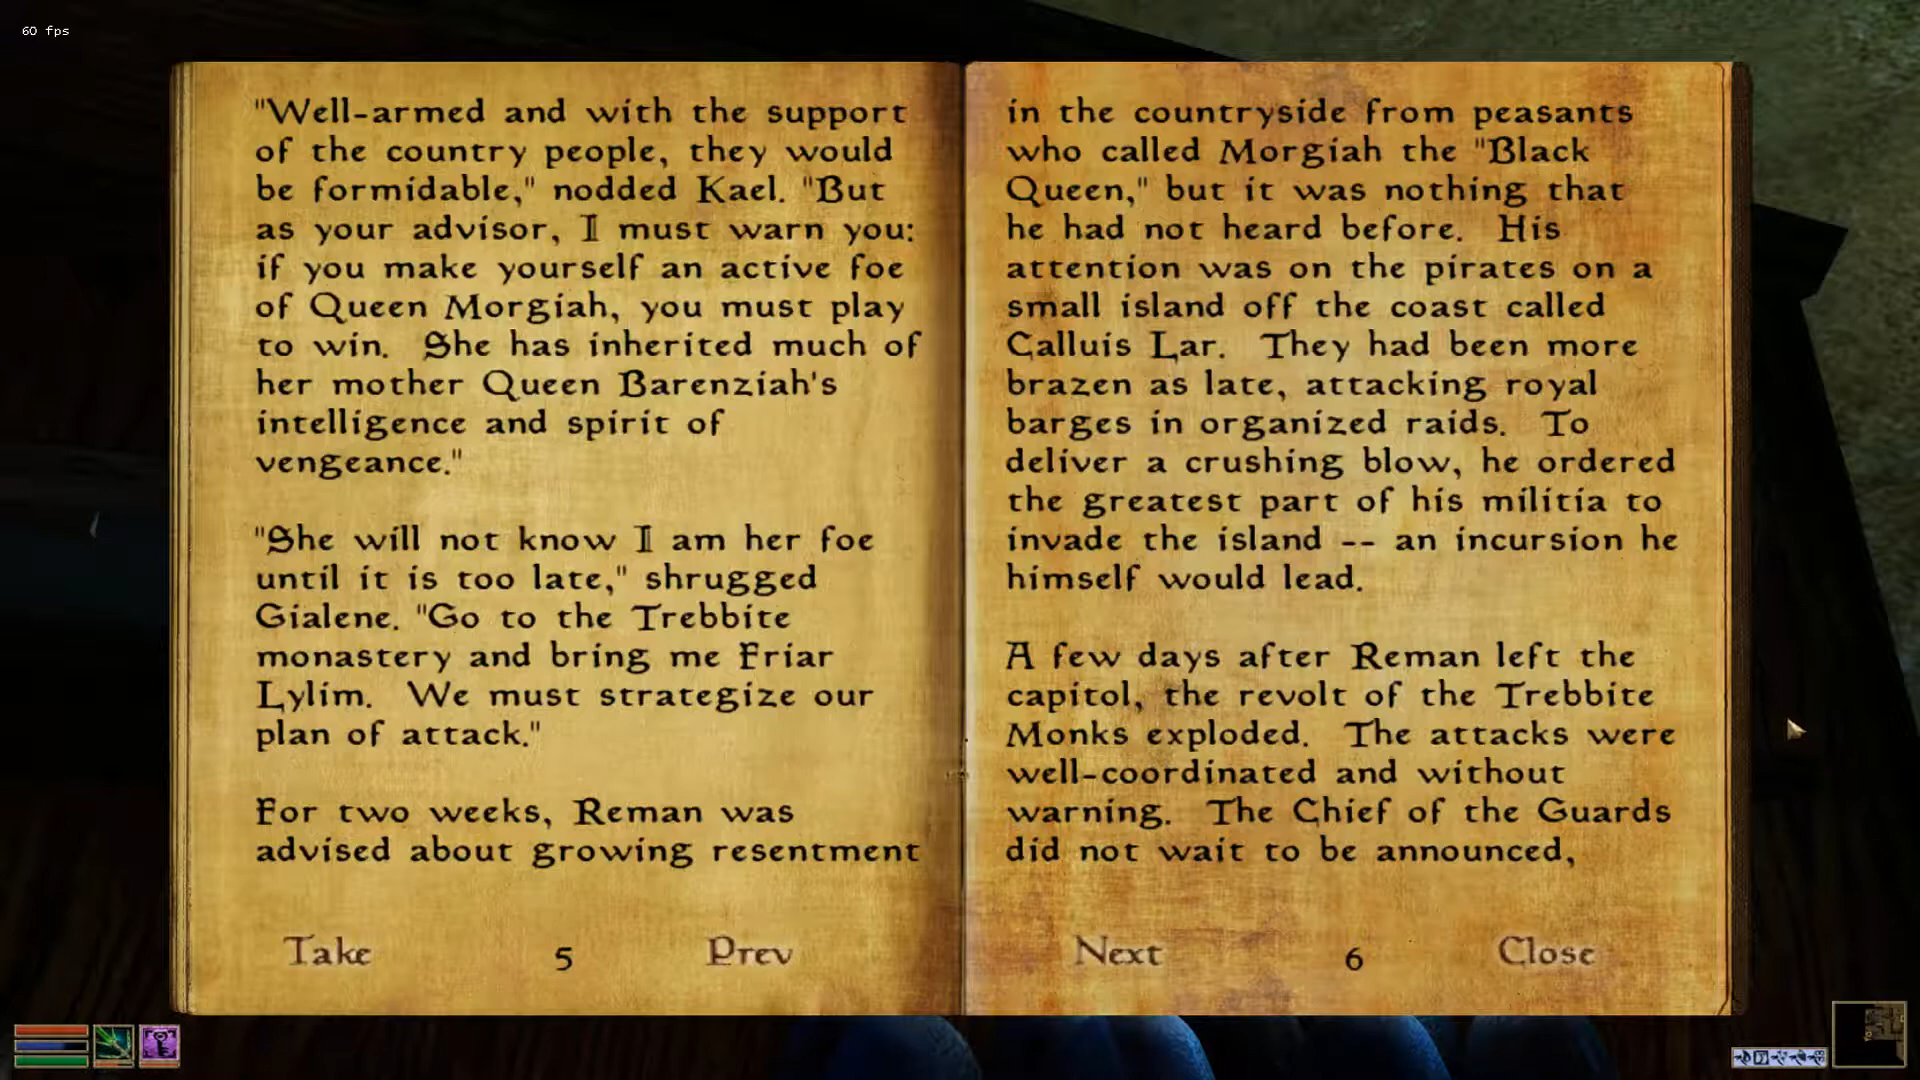 60 fps
"Well-armed and with the support
of the country people, they would
be formidable," nodded Kael. "But
as your advisor, I must warn you:
if you make yourself an active foe
of Queen Morgiah, you must play
to win. She has inherited much of
her mother Queen Barenziah's
intelligence and spirit of
vengeance."
"She will not know I am her foe
until it is too late," shrugged
Gialene. "Go to the Trebbite
monastery and bring me Friar
Lylim. We must strategize our
plan of attack."
For two weeks, Reman was
advised about growing resentment
in the countryside from peasants
who called Morgiah the "Black
Queen," but it was nothing that
he had not heard before. His
attention was on the pirates on a
small island off the coast called
Calluis Lar. They had been more
brazen as late, attacking royal
barges in organized raids. To
deliver a crushing blow, he ordered
the greatest part of his militia to
invade the island -- an incursion he
himself would lead.
A few days after Reman left the
capitol, the revolt of the Trebbite
Monks exploded. The attacks were
well-coordinated and without
warning. The Chief of the Guards
did not wait to be announced,
Take 5 Prev
Next 6 Close